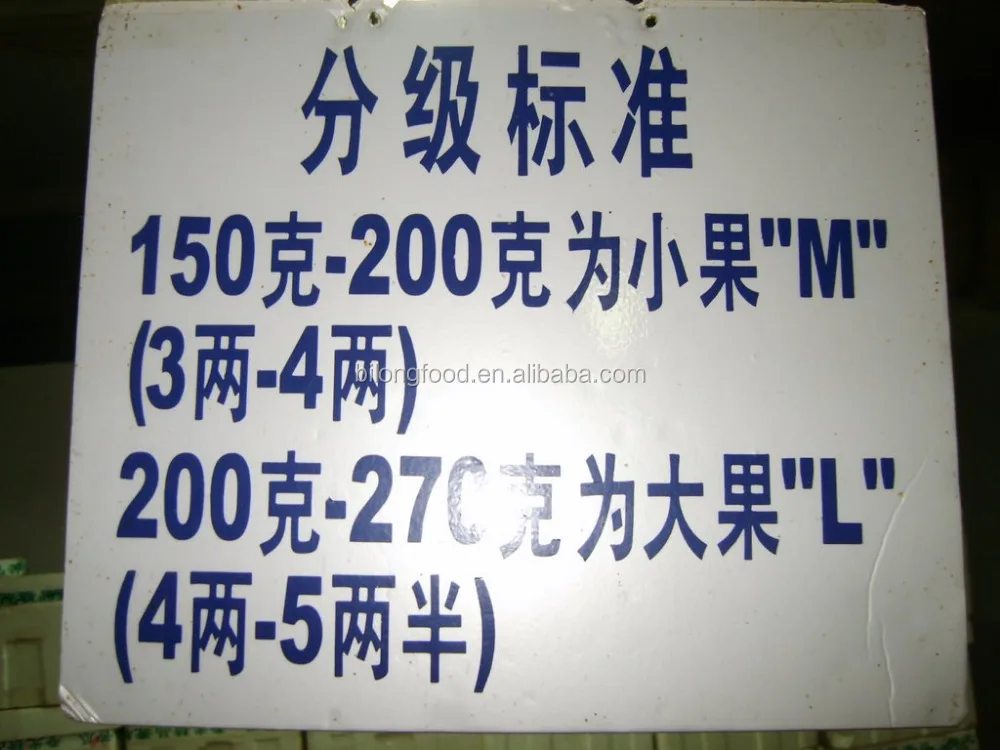 分级标准
150克-200克为小果"M"
(3两-4两)
bflongfood.en.alibaba.com
200克-270克为大果"L"
(4两-5两半)